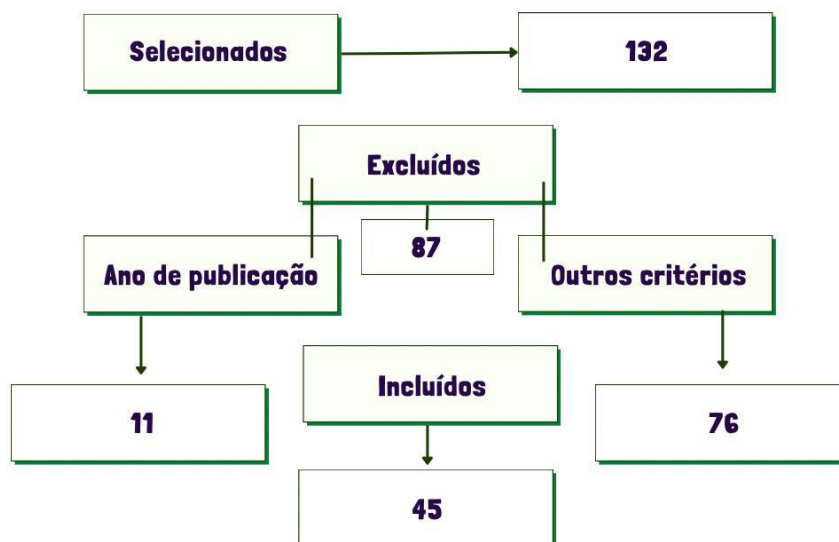 Selecionados
132
Excluídos
87
Ano de publicação
Outros critérios
Incluídos
11
76
45